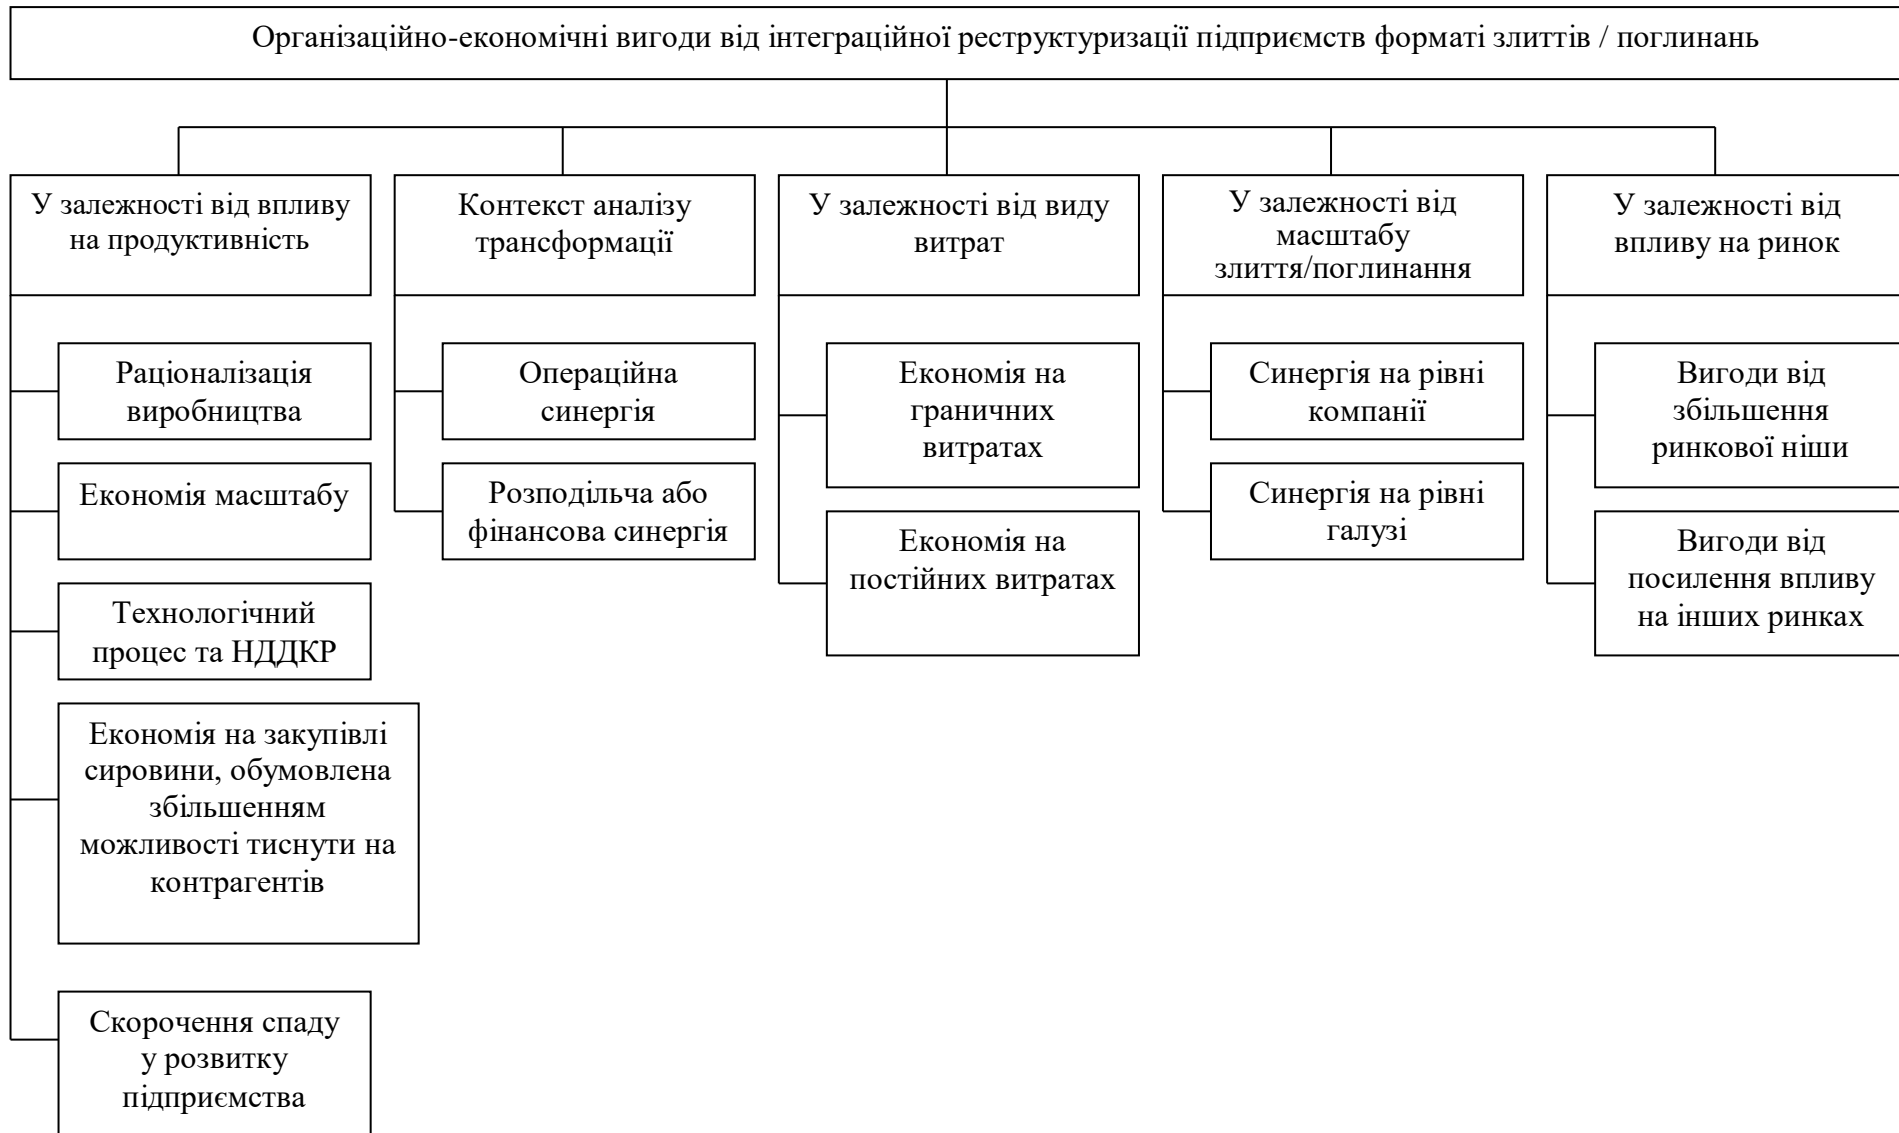 Організаційно-економічні вигоди від інтеграційної реструктуризації підприємств форматі злиттів / поглинань
У залежності від впливу
на продуктивність
Раціоналізація
виробництва
Економія масштабу
Технологічний
процес та НДДКР
Економія на закупівлі
сировини, обумовлена
збільшенням
можливості тиснути на
контрагентів
Скорочення спаду
у розвитку
підприємства
Контекст аналізу
трансформації
Операційна
синергія
Розподільча або
фінансова синергія
У залежності від виду
витрат
Економія на
граничних
витратах
Економія на
постійних витратах
У залежності від
масштабу
злиття/поглинання
Синергія на рівні
компанії
Синергія на рівні
галузі
У залежності від
впливу на ринок
Вигоди від
збільшення
ринкової ніши
Вигоди від
посилення впливу
на інших ринках